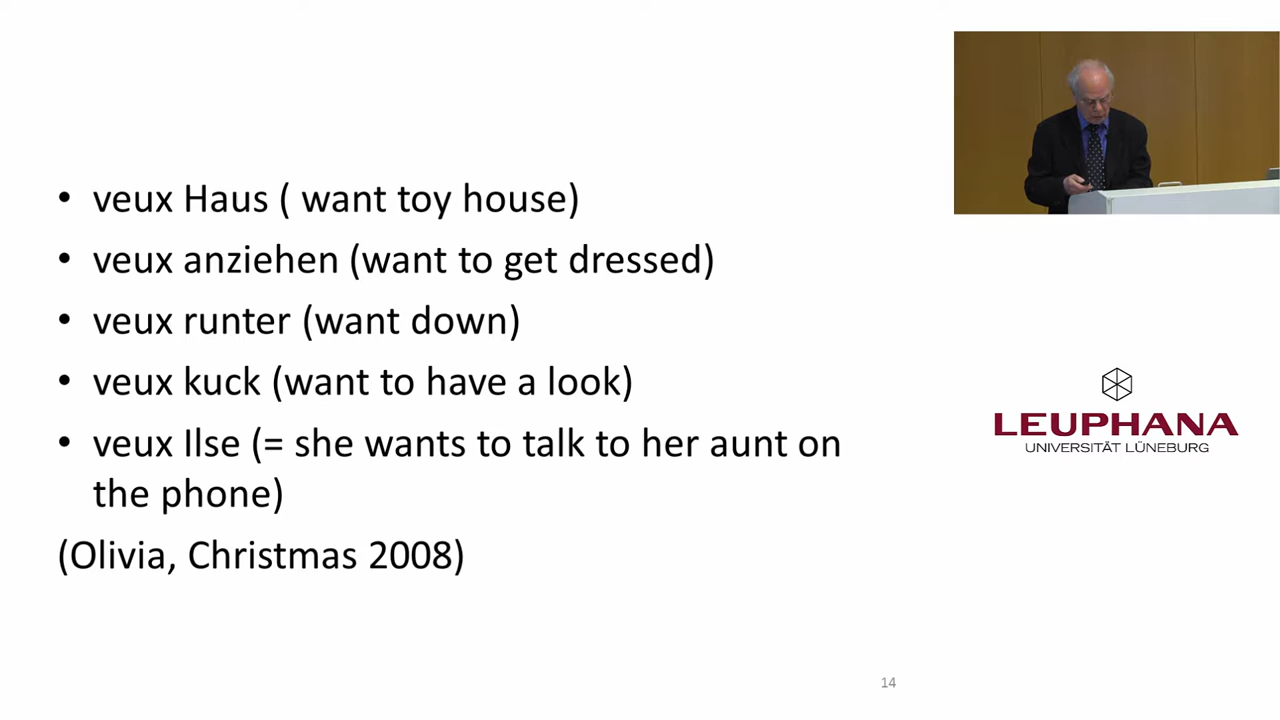 • veux Haus ( want toy house)
• veux anziehen (want to get dressed)
• veux runter (want down)
• veux kuck (want to have a look)
• veux Ilse (= she wants to talk to her aunt on
the phone)
(Olivia, Christmas 2008)
LEUPHANA
UNIVERSITÄT LÜNEBURG
14